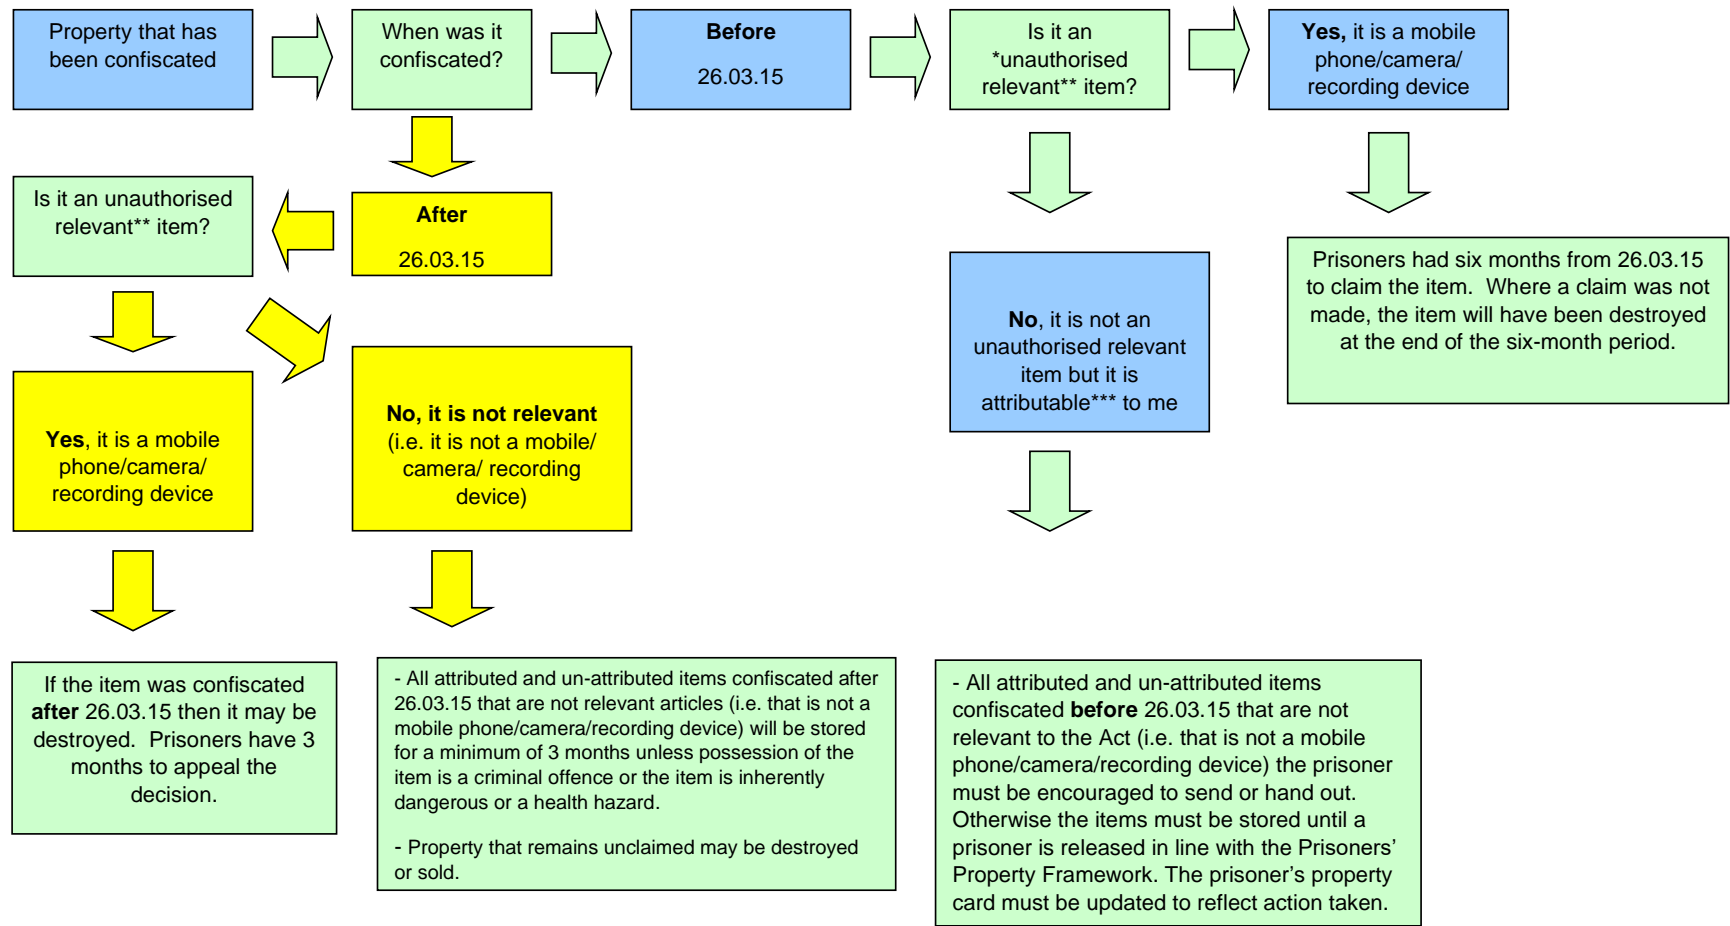 Property that has
been confiscated
When was it
confiscated?
Before
26.03.15
Is it an
*unauthorised
relevant** item?
Yes, it is a mobile
phone/camera/
recording device
Is it an unauthorised
relevant** item?
After
26.03.15
No, it is not an
unauthorised relevant
item but it is
attributable*** to me
Prisoners had six months from 26.03.15
to claim the item. Where a claim was not
made, the item will have been destroyed
at the end of the six-month period.
Yes, it is a mobile
phone/camera/
recording device
No, it is not relevant
(i.e. it is not a mobile/
camera/ recording
device)
If the item was confiscated
after 26.03.15 then it may be
destroyed. Prisoners have 3
months to appeal the
decision.
- All attributed and un-attributed items confiscated after
26.03.15 that are not relevant articles (i.e. that is not a
mobile phone/camera/recording device) will be stored
for a minimum of 3 months unless possession of the
item is a criminal offence or the item is inherently
dangerous or a health hazard.
- Property that remains unclaimed may be destroyed
or sold.
- All attributed and un-attributed items
confiscated before 26.03.15 that are not
relevant to the Act (i.e. that is not a mobile
phone/camera/recording device) the prisoner
must be encouraged to send or hand out.
Otherwise the items must be stored until a
prisoner is released in line with the Prisoners'
Property Framework. The prisoner's property
card must be updated to reflect action taken.